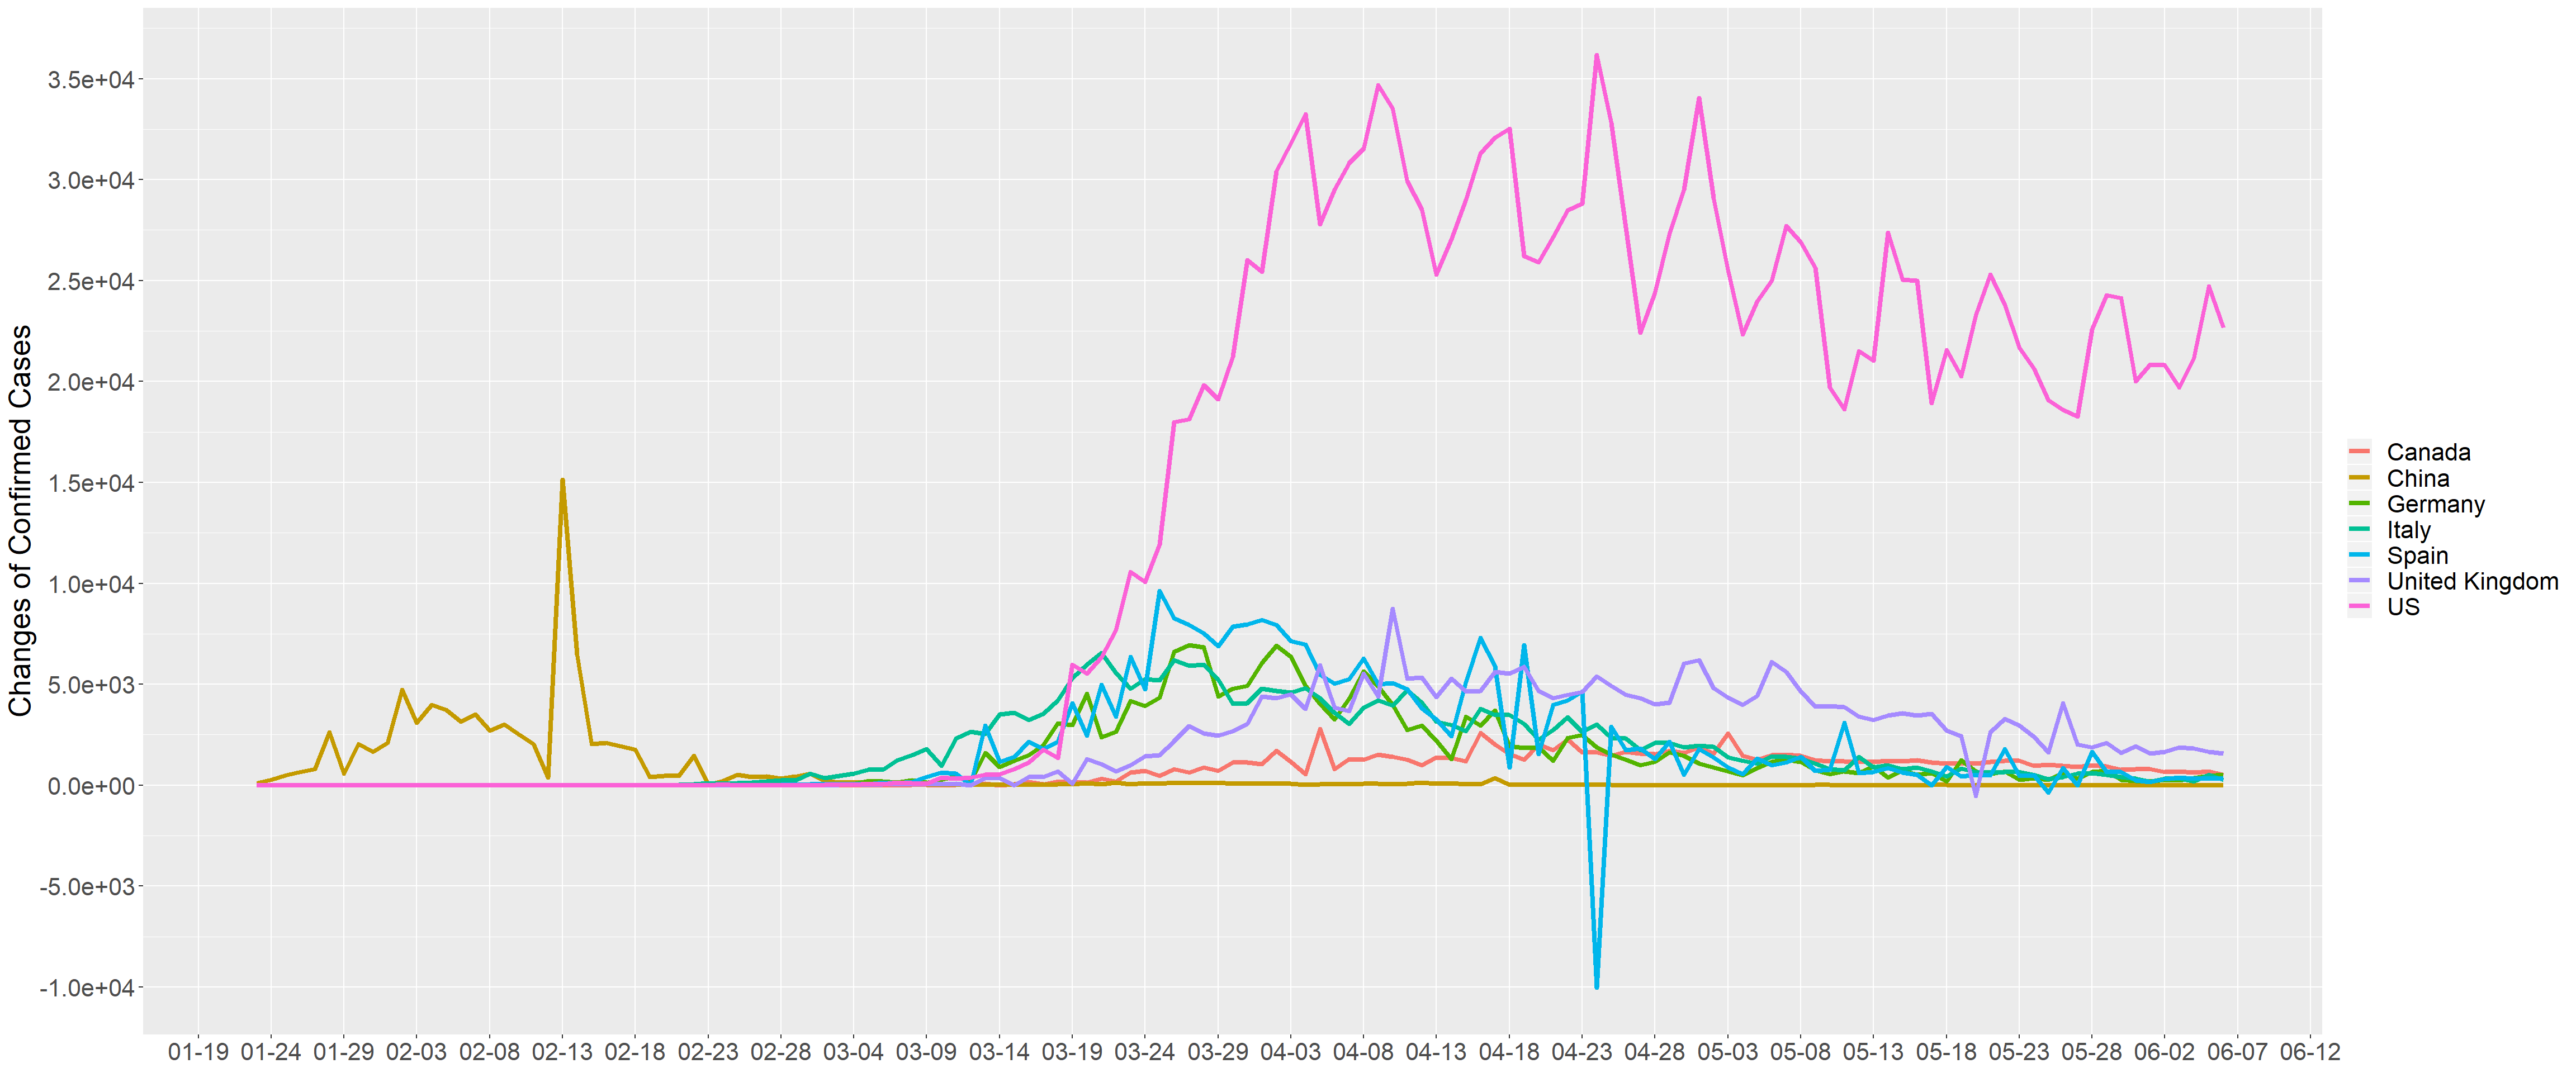 Changes of Confirmed Cases
3.5e+04
3.0e+04
2.5e+04
2.0e+04
1.5e+04
1.0e+04
5.0e+03
0.0e+00
-5.0e+03
-1.0e+04
01-19 01-24 01-29 02-03 02-08 02-13 02-18 02-23 02-28 03-04 03-09 03-14 03-19 03-24 03-29 04-03 04-08 04-13 04-18 04-23 04-28 05-03 05-08 05-13 05-18 05-23 05-28 06-02 06-07 06-12
Canada
China
Germany
Italy
Spain
United Kingdom
US